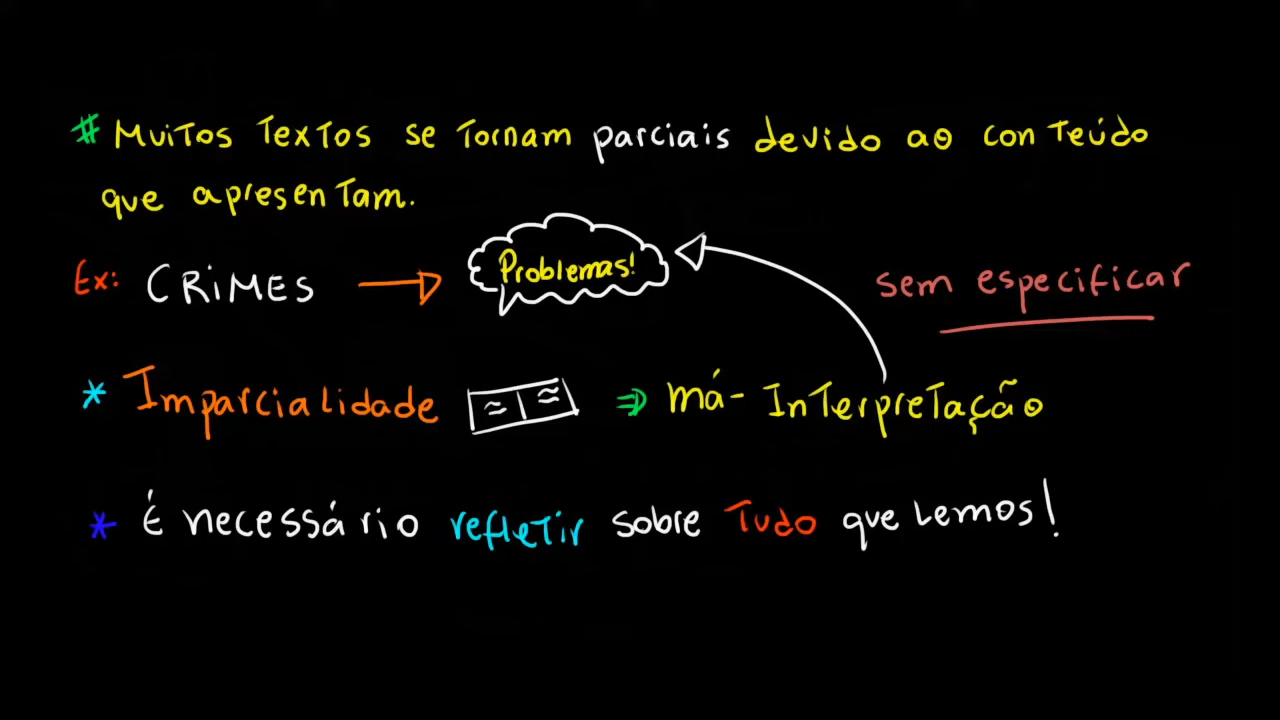 # Muitos textos se tornam parciais devido ao conteúdo
que apresentam.
Ex: CRIMES → Problemas!
sem especificar
* Imparcialidade ⇒ má-Interpretação
* É necessário refletir sobre Tudo que Lemos!